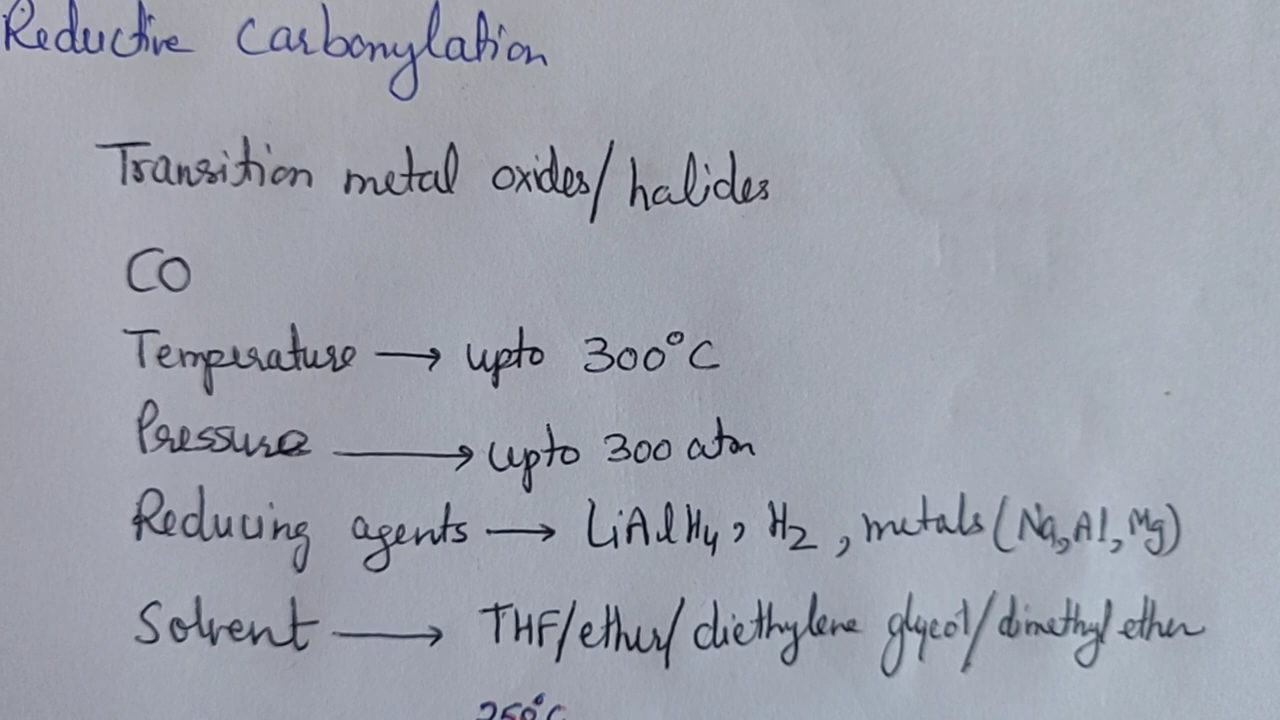 Reductive Carbonylation
Transition metal oxides/halides
CO
Temperature → upto 300°C
Pressure → upto 300 atm
Reducing agents → LiAlH4, H2, metals (Na, Al, Mg)
Solvent → THF/ether/diethylene glycol/dimethyl ether
250°C